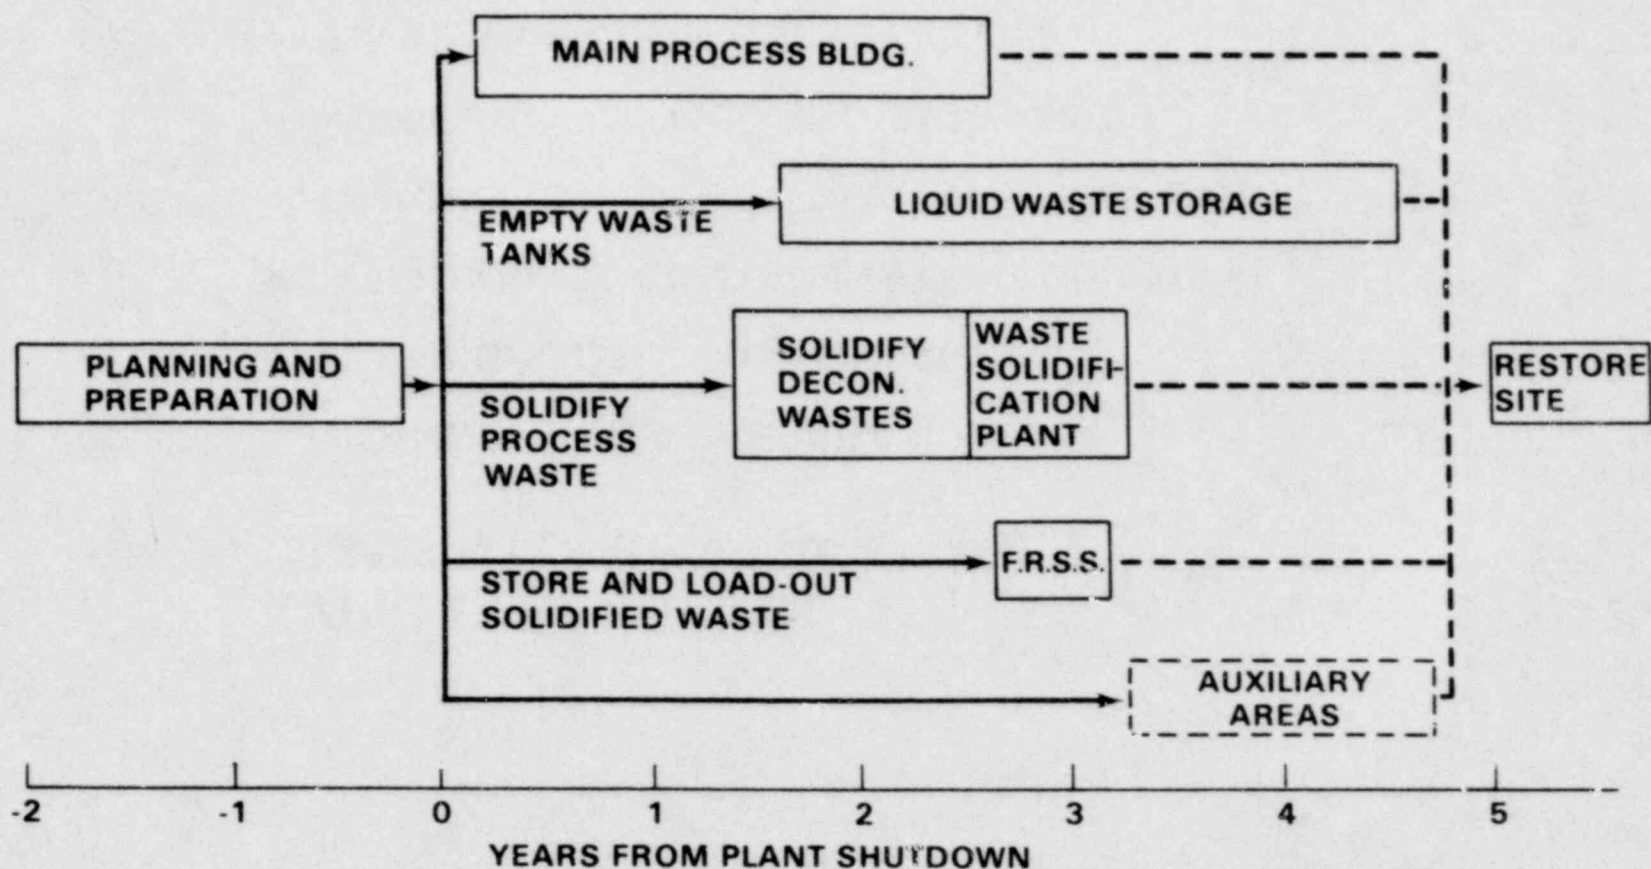 MAIN PROCESS BLDG.
EMPTY WASTE
TANKS
LIQUID WASTE STORAGE
PLANNING AND
PREPARATION
SOLIDIFY
PROCESS
WASTE
SOLIDIFY
DECON.
WASTES
WASTE
SOLIDIFI-
CATION
PLANT
RESTORE
SITE
STORE AND LOAD-OUT
SOLIDIFIED WASTE
F.R.S.S.
AUXILIARY
AREAS
-2 -1 0 1 2 3 4 5
YEARS FROM PLANT SHUTDOWN